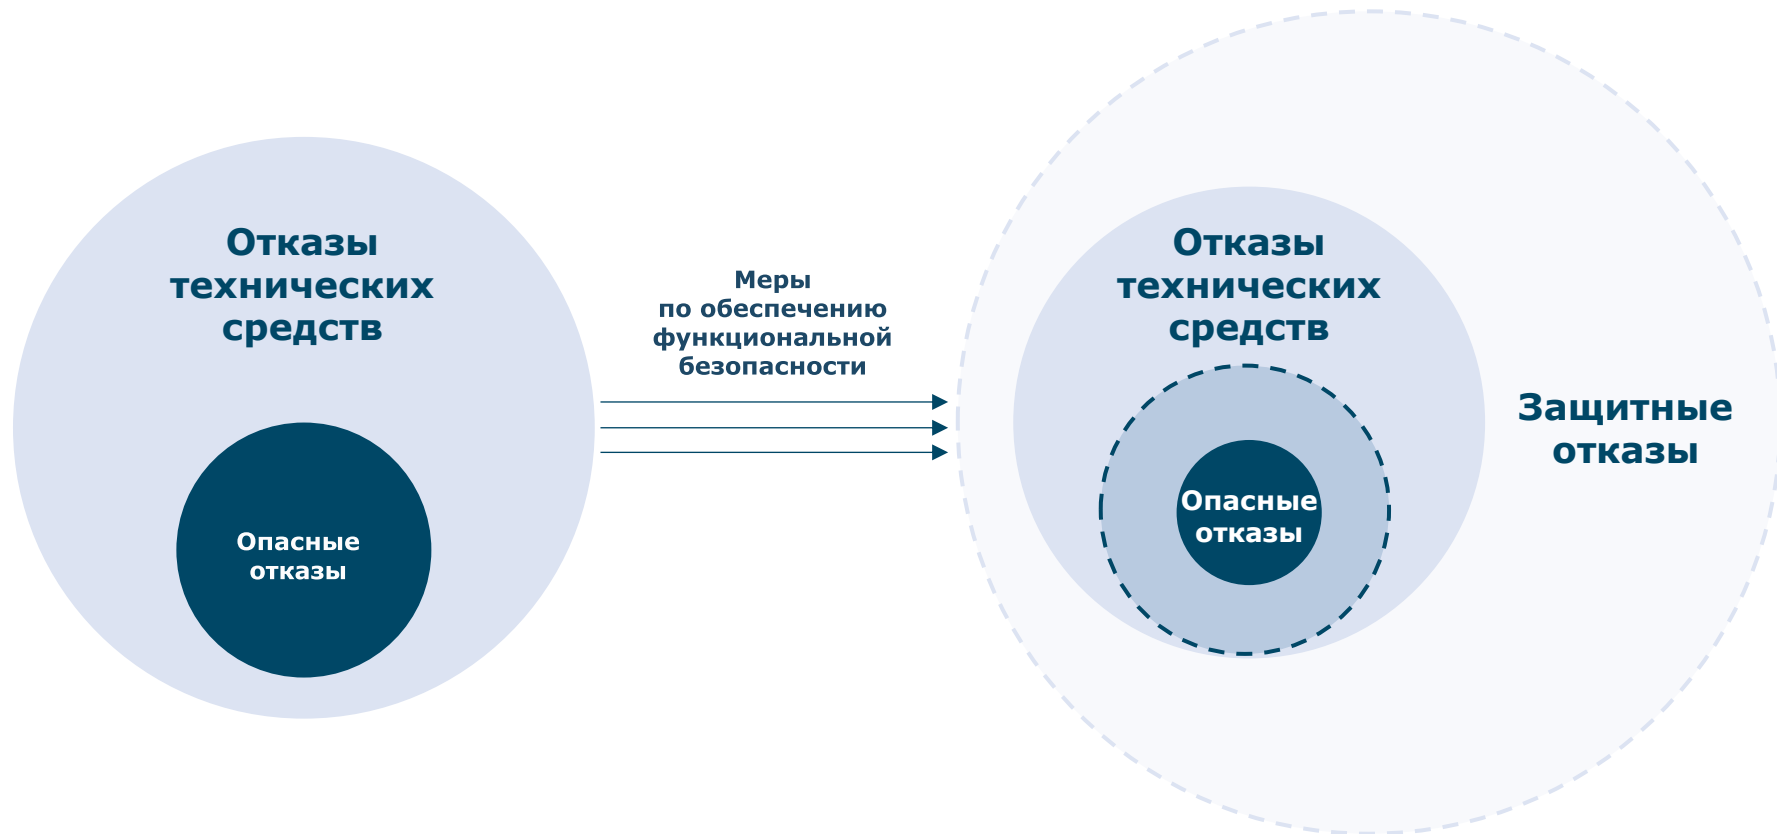 Отказы
технических
средств
Опасные
отказы
Меры
по обеспечению
функциональной
безопасности
Отказы
технических
средств
Опасные
отказы
Защитные
отказы